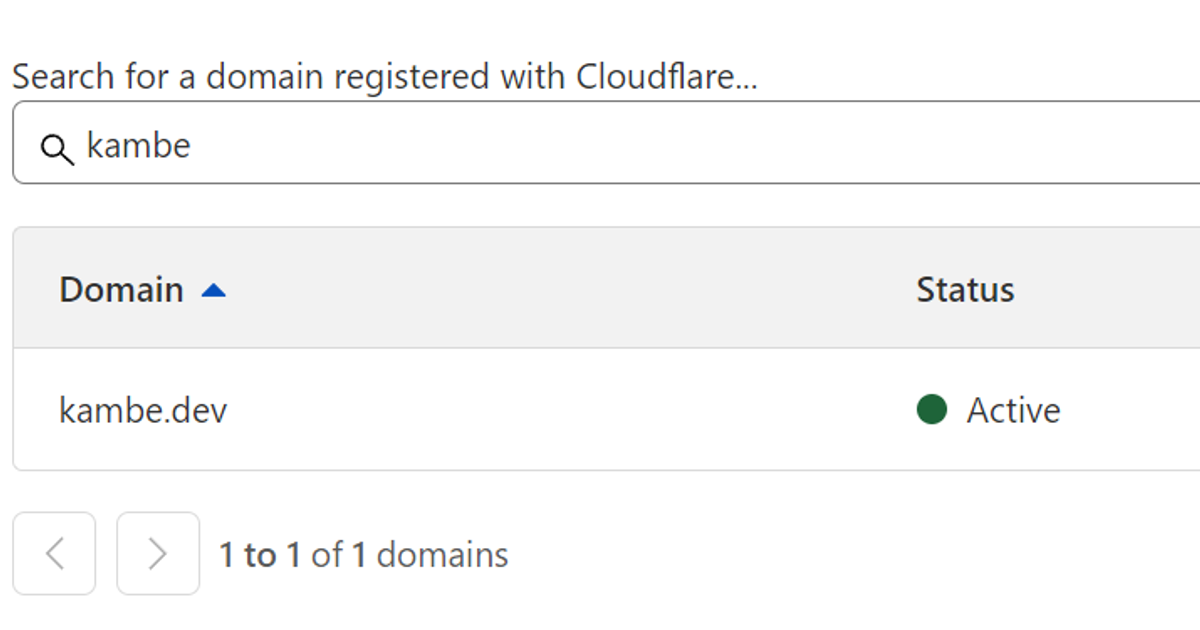 Search for a domain registered with Cloudflare...
kambe
Domain Status
kambe.dev Active
1 to 1 of 1 domains